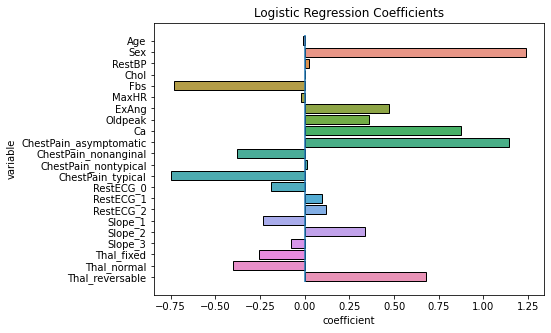 Logistic Regression Coefficients
variable
Age
Sex
RestBP
Chol
Fbs
MaxHR
ExAng
Oldpeak
Ca
ChestPain_asymptomatic
ChestPain_nonanginal
ChestPain_nontypical
ChestPain_typical
RestECG_0
RestECG_1
RestECG_2
Slope_1
Slope_2
Slope_3
Thal_fixed
Thal_normal
Thal_reversable
−0.75 −0.50 −0.25 0.00 0.25 0.50 0.75 1.00 1.25
coefficient